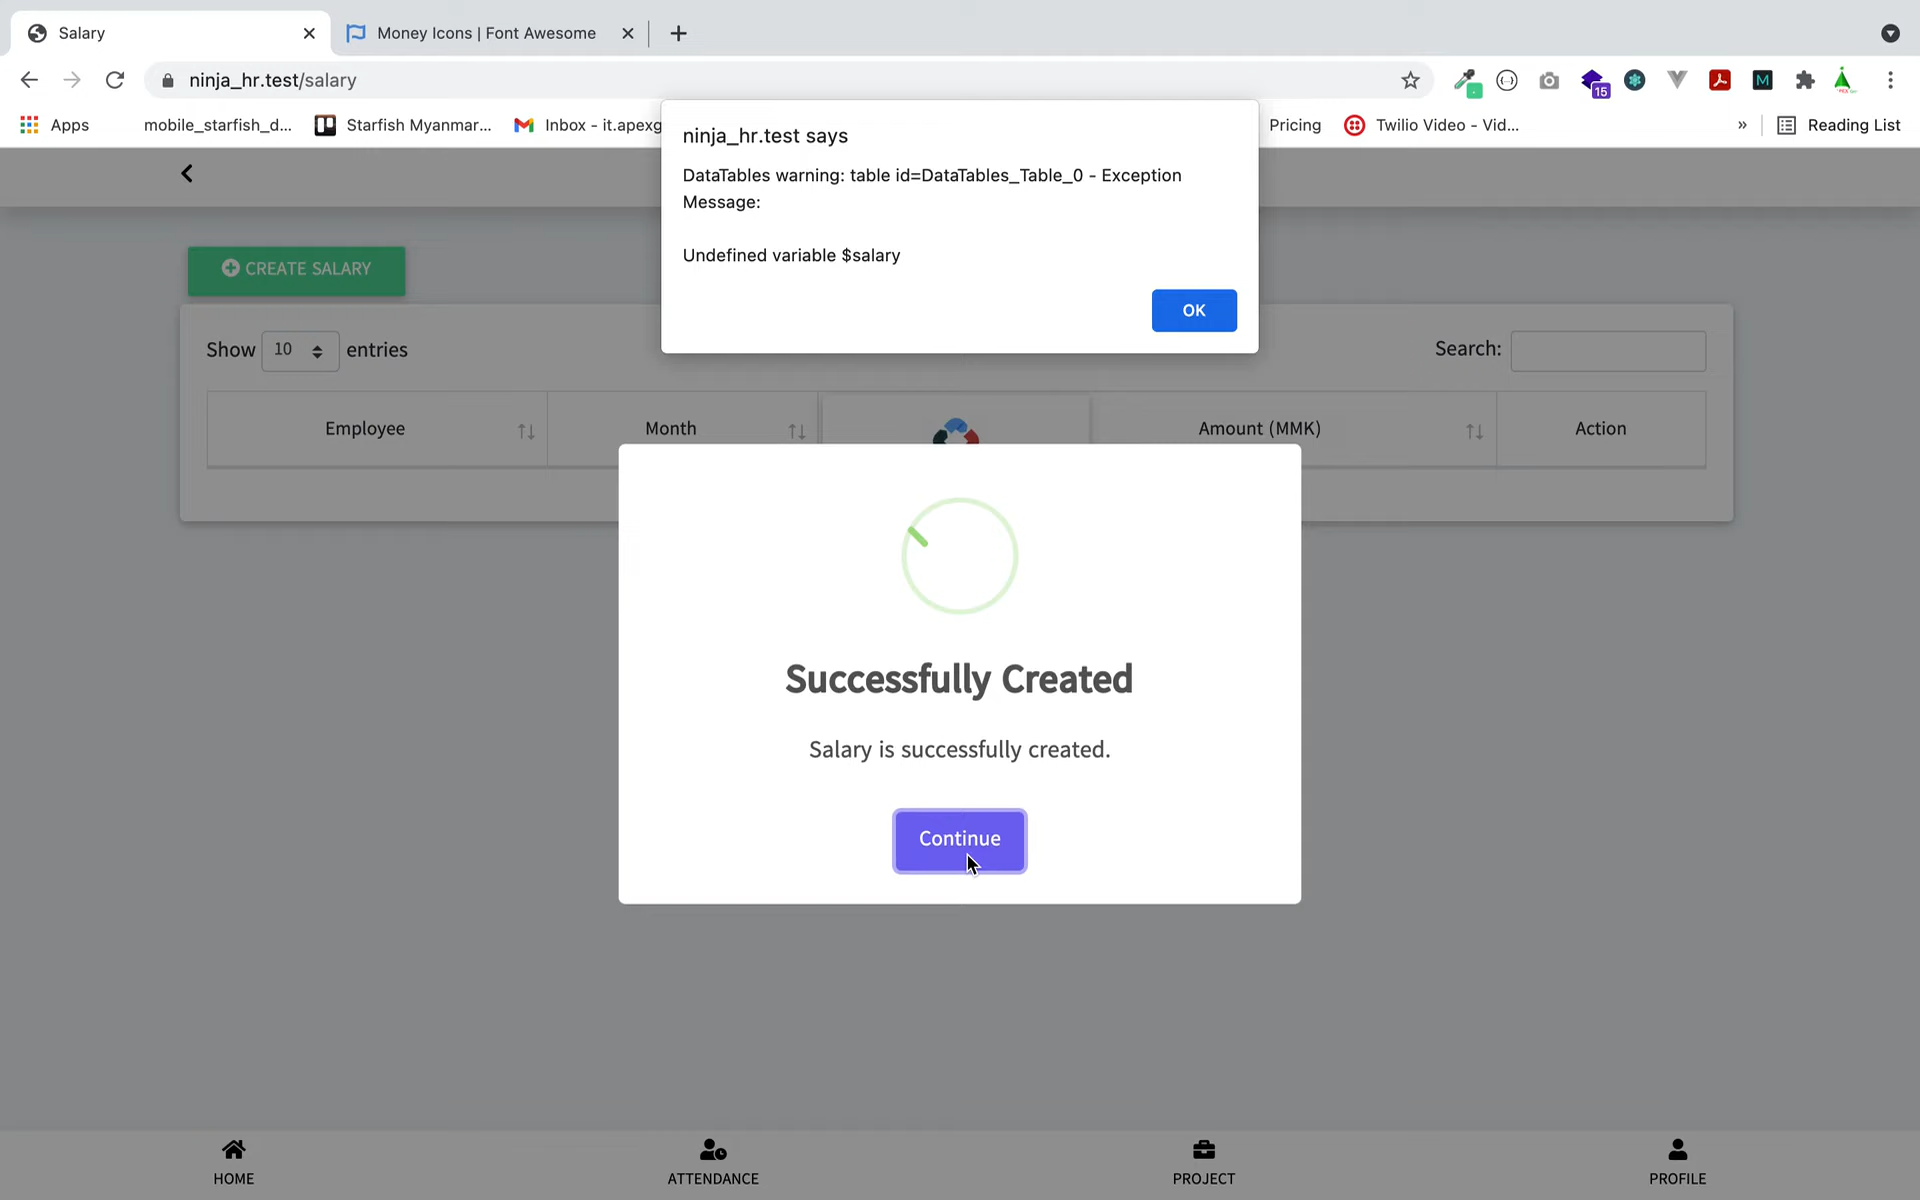 Salary
Money Icons | Font Awesome
ninja_hr.test/salary
15
M
Apps
mobile_starfish_d...
Starfish Myanmar...
Inbox - it.apexg
Pricing
Twilio Video - Vid...
»
Reading List
ninja_hr.test says
DataTables warning: table id=DataTables_Table_0 - Exception
Message:
Undefined variable $salary
OK
CREATE SALARY
Show 10 entries
Search:
Employee
Month
Amount (MMK)
Action
Successfully Created
Salary is successfully created.
Continue
HOME
ATTENDANCE
PROJECT
PROFILE